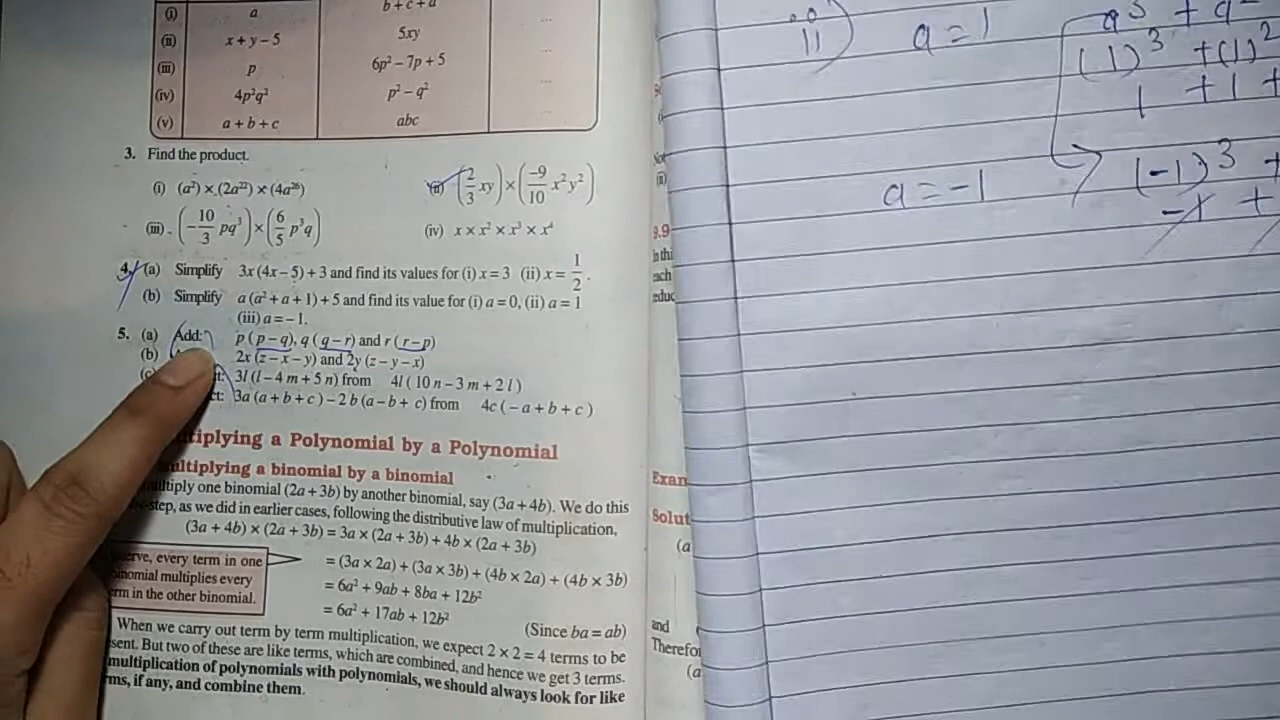 (i) a b + c + a ...
(ii) x + y – 5 5xy ...
(iii) p 6p² – 7p + 5 ...
(iv) 4p²q² p² – q² ...
(v) a + b + c abc ...
3. Find the product.
(i) (a²) × (2a²²) × (4a²⁶) (ii) (2/3 xy) × (–9/10 x²y²)
(iii) (–10/3 pq³) × (6/5 p³q) (iv) x × x² × x³ × x⁴
4. (a) Simplify 3x (4x – 5) + 3 and find its values for (i) x = 3 (ii) x = 1/2.
(b) Simplify a (a² + a + 1) + 5 and find its value for (i) a = 0, (ii) a = 1
(iii) a = – 1.
5. (a) Add: p ( p – q), q ( q – r) and r ( r – p)
(b) 2x (z – x – y) and 2y (z – y – x)
(c) 3l (l – 4 m + 5 n) from 4l ( 10 n – 3 m + 2 l )
3a (a + b + c ) – 2 b (a – b + c) from 4c ( – a + b + c )
a Polynomial by a Polynomial
a binomial by a binomial
one binomial (2a + 3b) by another binomial, say (3a + 4b). We do this
as we did in earlier cases, following the distributive law of multiplication,
(3a + 4b) × (2a + 3b) = 3a × (2a + 3b) + 4b × (2a + 3b)
every term in one
multiplies every
in the other binomial.
= (3a × 2a) + (3a × 3b) + (4b × 2a) + (4b × 3b)
= 6a² + 9ab + 8ba + 12b²
= 6a² + 17ab + 12b² (Since ba = ab)
When we carry out term by term multiplication, we expect 2 × 2 = 4 terms to be
But two of these are like terms, which are combined, and hence we get 3 terms.
multiplication of polynomials with polynomials, we should always look for like
if any, and combine them.
9.9
Exam
Solut
(a
and
Therefo
(a
ii) a = 1 a³ + a²
(1)³ + (1)²
1 + 1 +
a = -1 (-1)³ +
-1 +